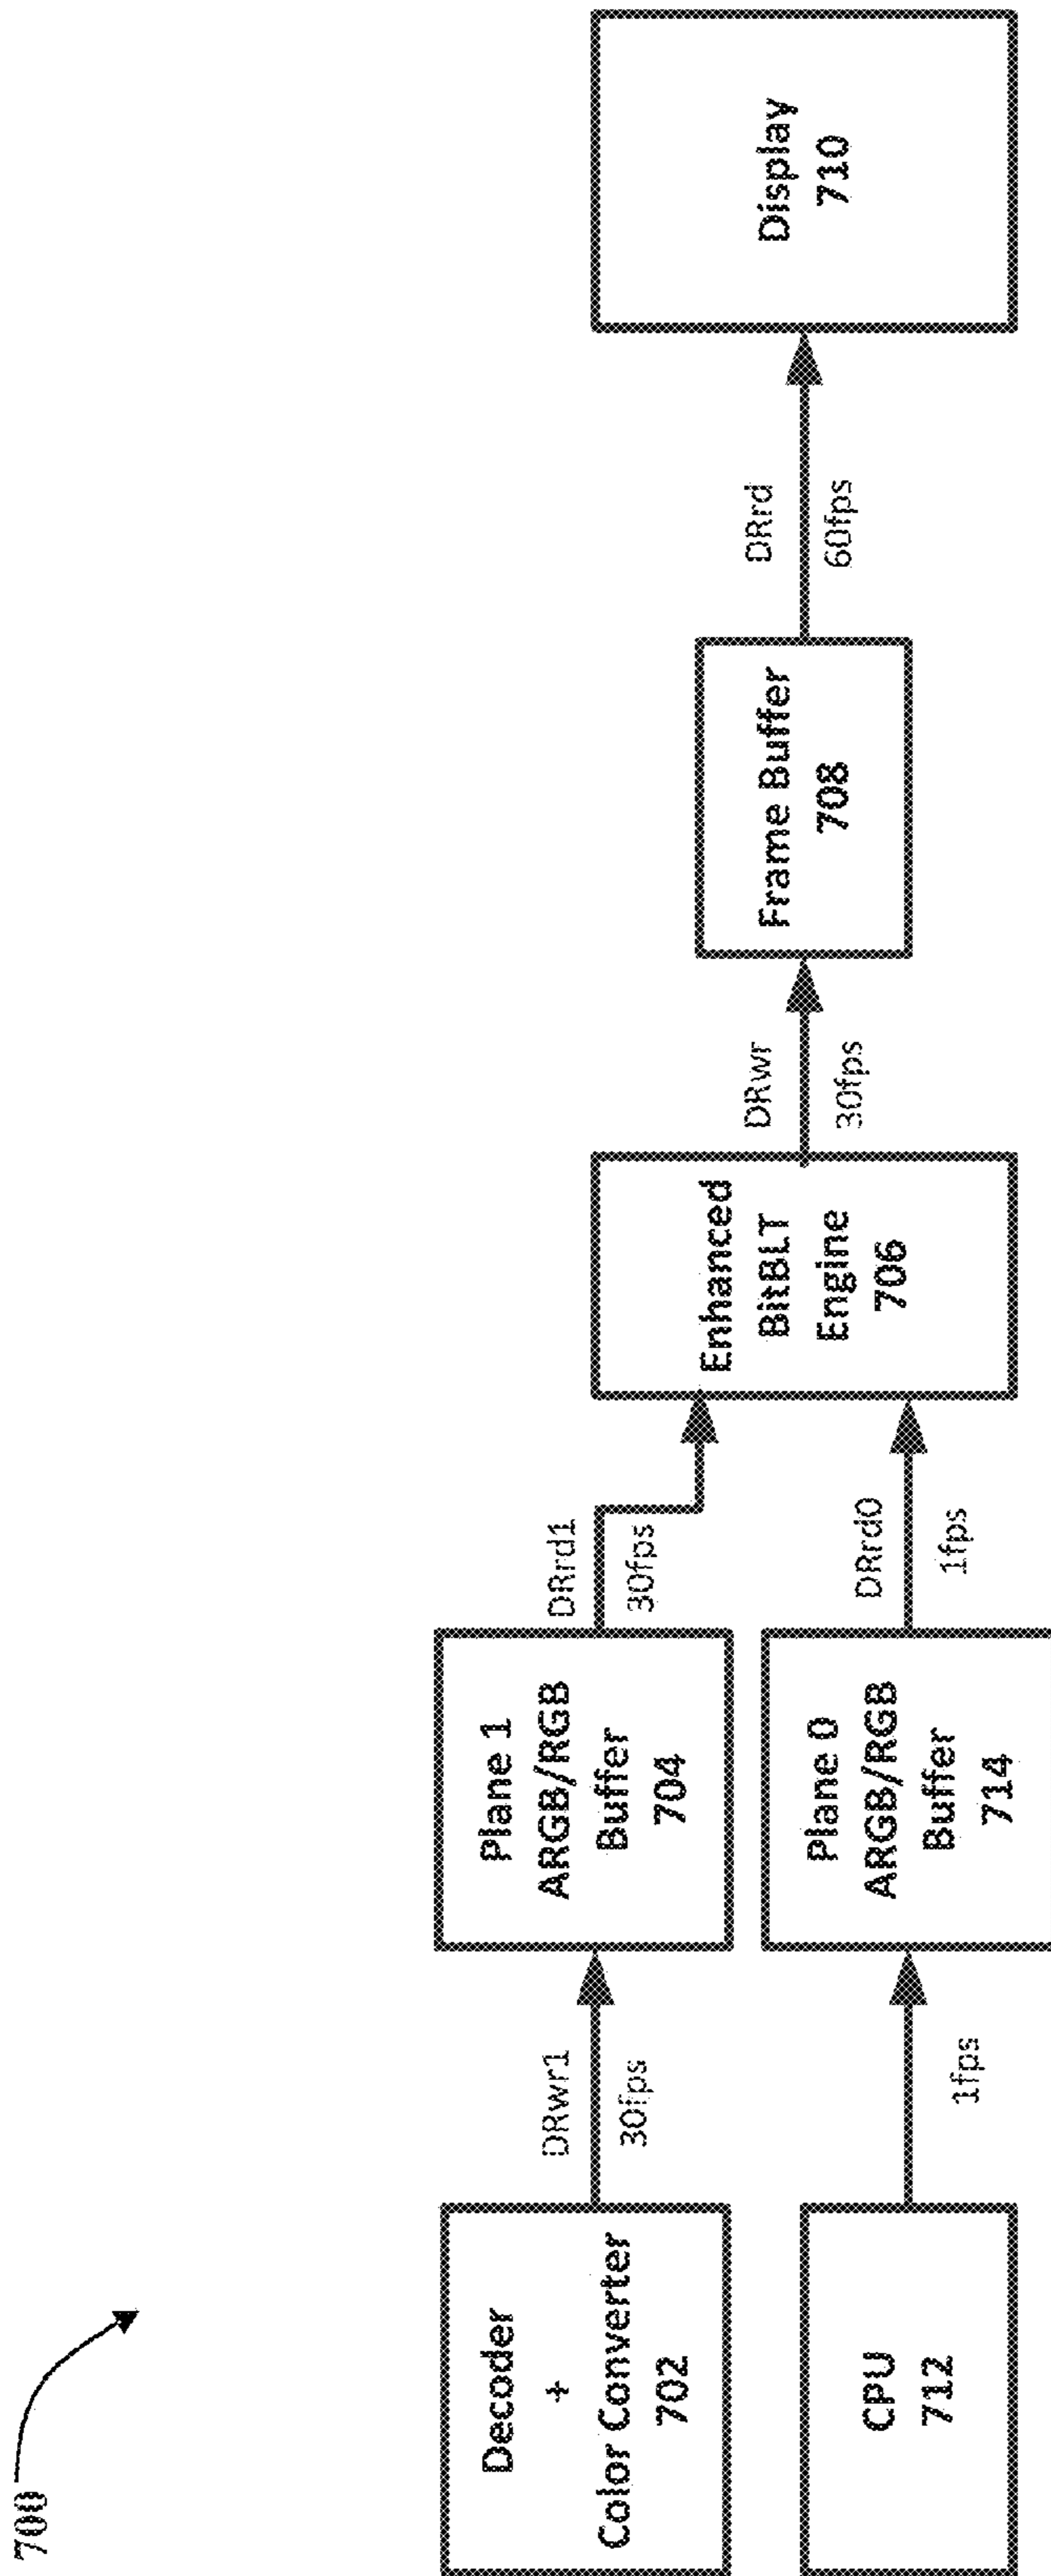 700
Decoder
+
Color Converter
702
DRwr1
30fps
Plane 1
ARGB/RGB
Buffer
704
DRrd1
30fps
CPU
712
1fps
Plane 0
ARGB/RGB
Buffer
714
DRrd0
1fps
Enhanced
BitBLT
Engine
706
DRwr
30fps
Frame Buffer
708
DRrd
60fps
Display
710